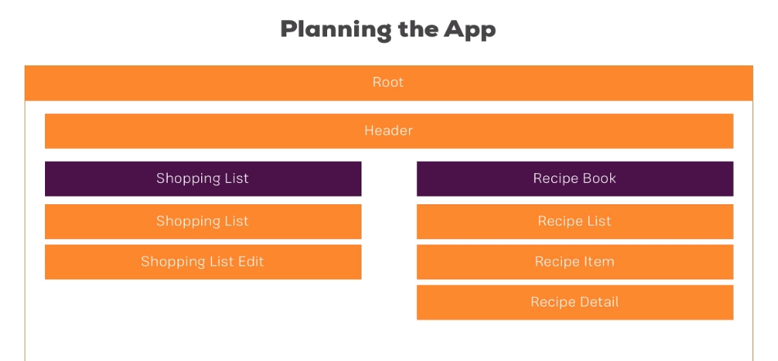 Planning the App
Root
Header
Shopping List
Recipe Book
Shopping List
Recipe List
Shopping List Edit
Recipe Item
Recipe Detail